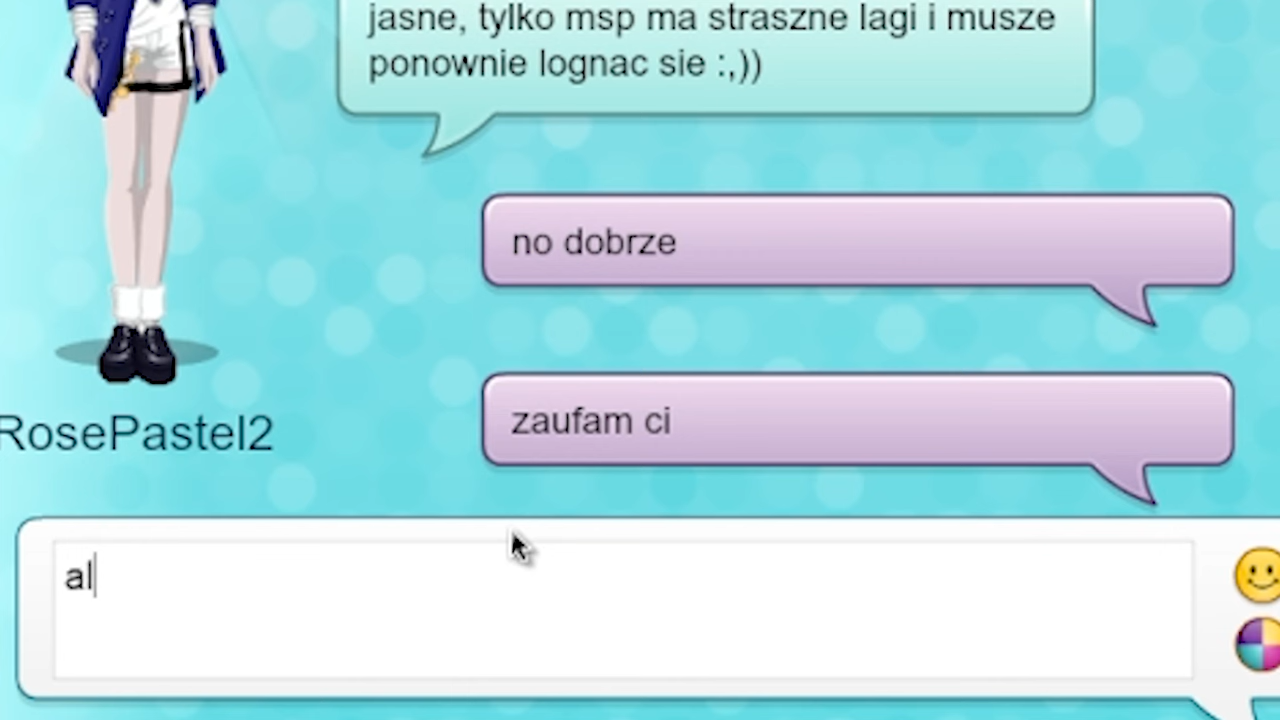 jasne, tylko msp ma straszne lagi i musze
ponownie lognac sie :,))
no dobrze
zaufam ci
RosePastel2
al